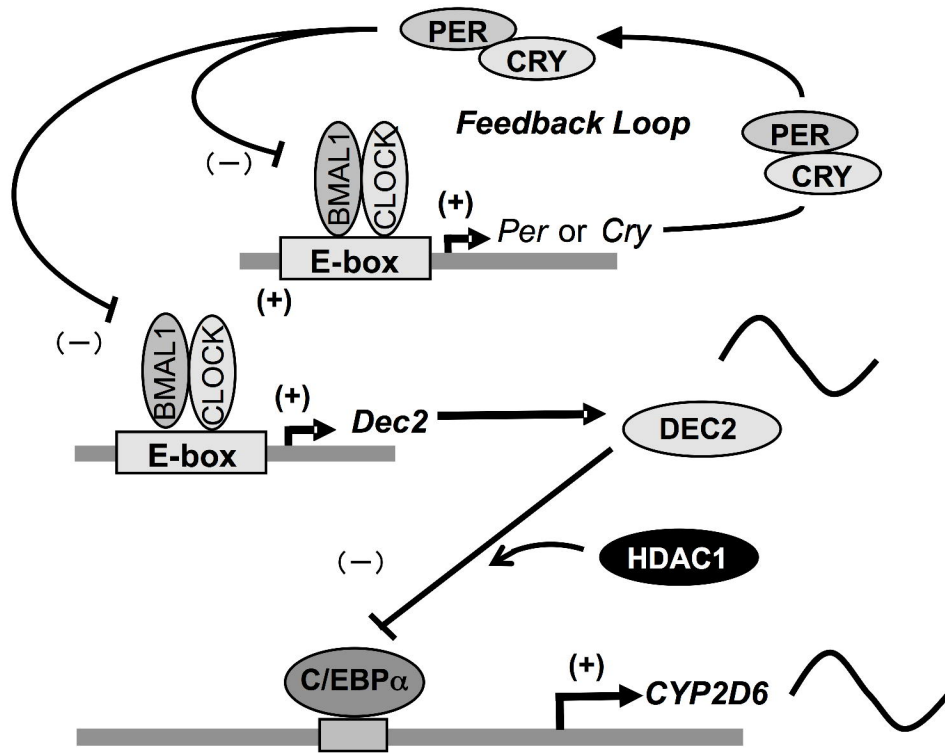 PER
CRY
Feedback Loop
PER
CRY
(−)
BMAL1
CLOCK
(+)
Per or Cry
E-box
(+)
(−)
BMAL1
CLOCK
(+)
Dec2
DEC2
E-box
(−)
HDAC1
C/EBPα
(+)
CYP2D6